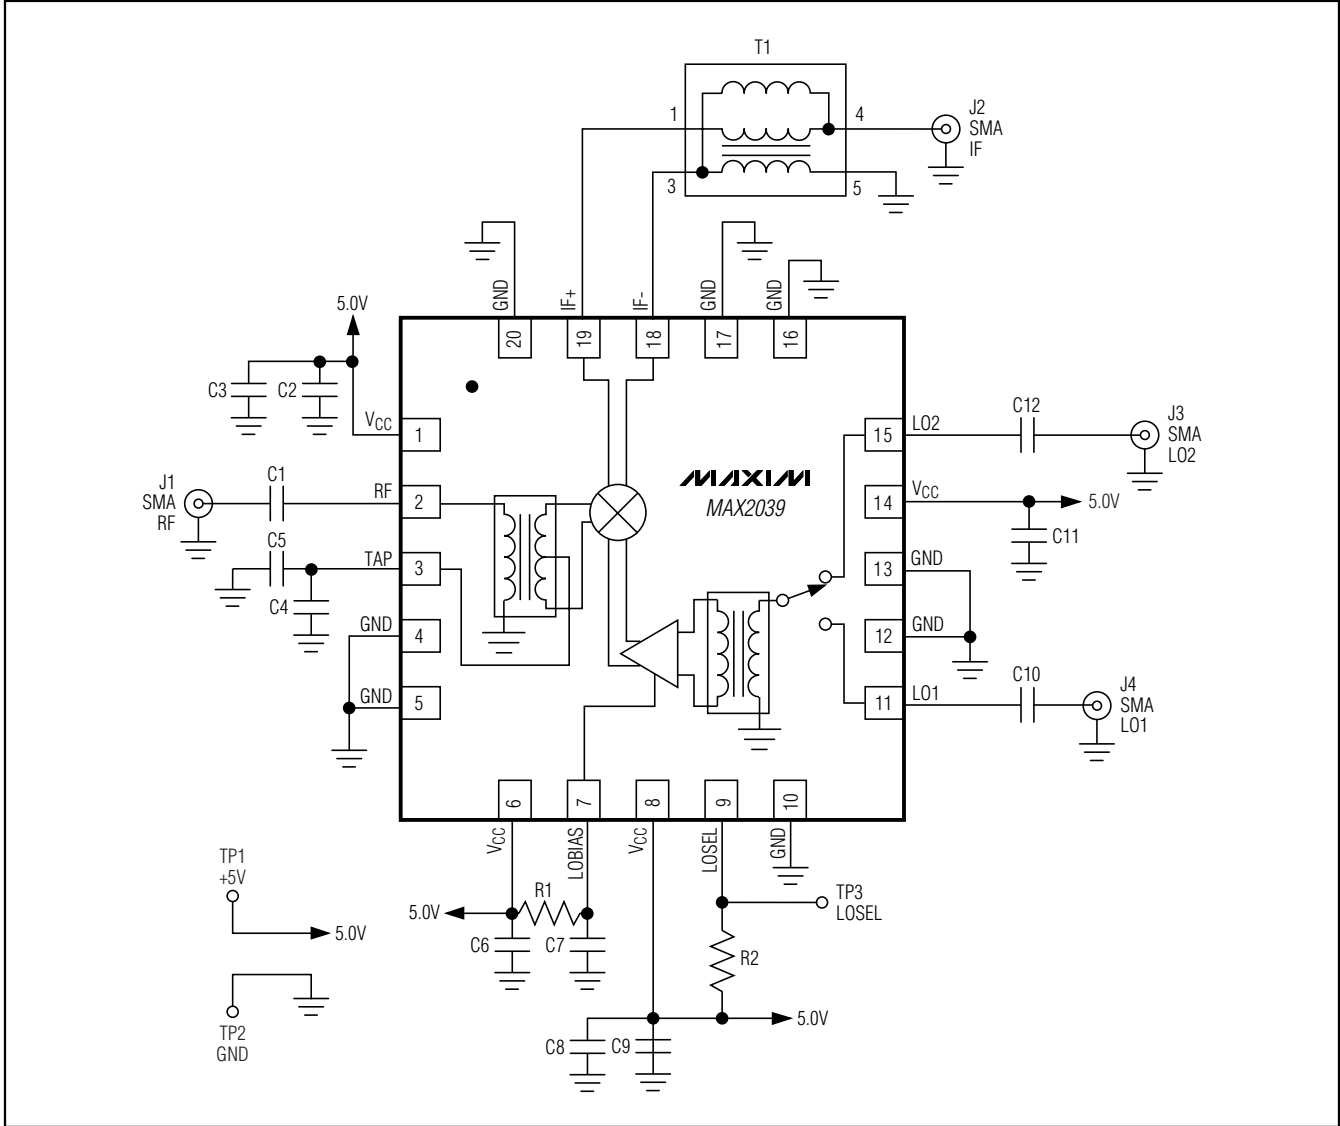 T1
1
4
3
5
J2
SMA
IF
GND
IF+
IF-
GND
GND
20
19
18
17
16
5.0V
C3
C2
VCC
1
J1
SMA
RF
C1
RF
2
C5
TAP
3
C4
GND
4
GND
5
MAXIM
MAX2039
15
LO2
C12
J3
SMA
LO2
14
VCC
5.0V
C11
13
GND
12
GND
11
LO1
C10
J4
SMA
LO1
6
7
8
9
10
VCC
LOBIAS
VCC
LOSEL
GND
TP1
+5V
5.0V
TP2
GND
5.0V
R1
C6
C7
TP3
LOSEL
R2
5.0V
C8
C9